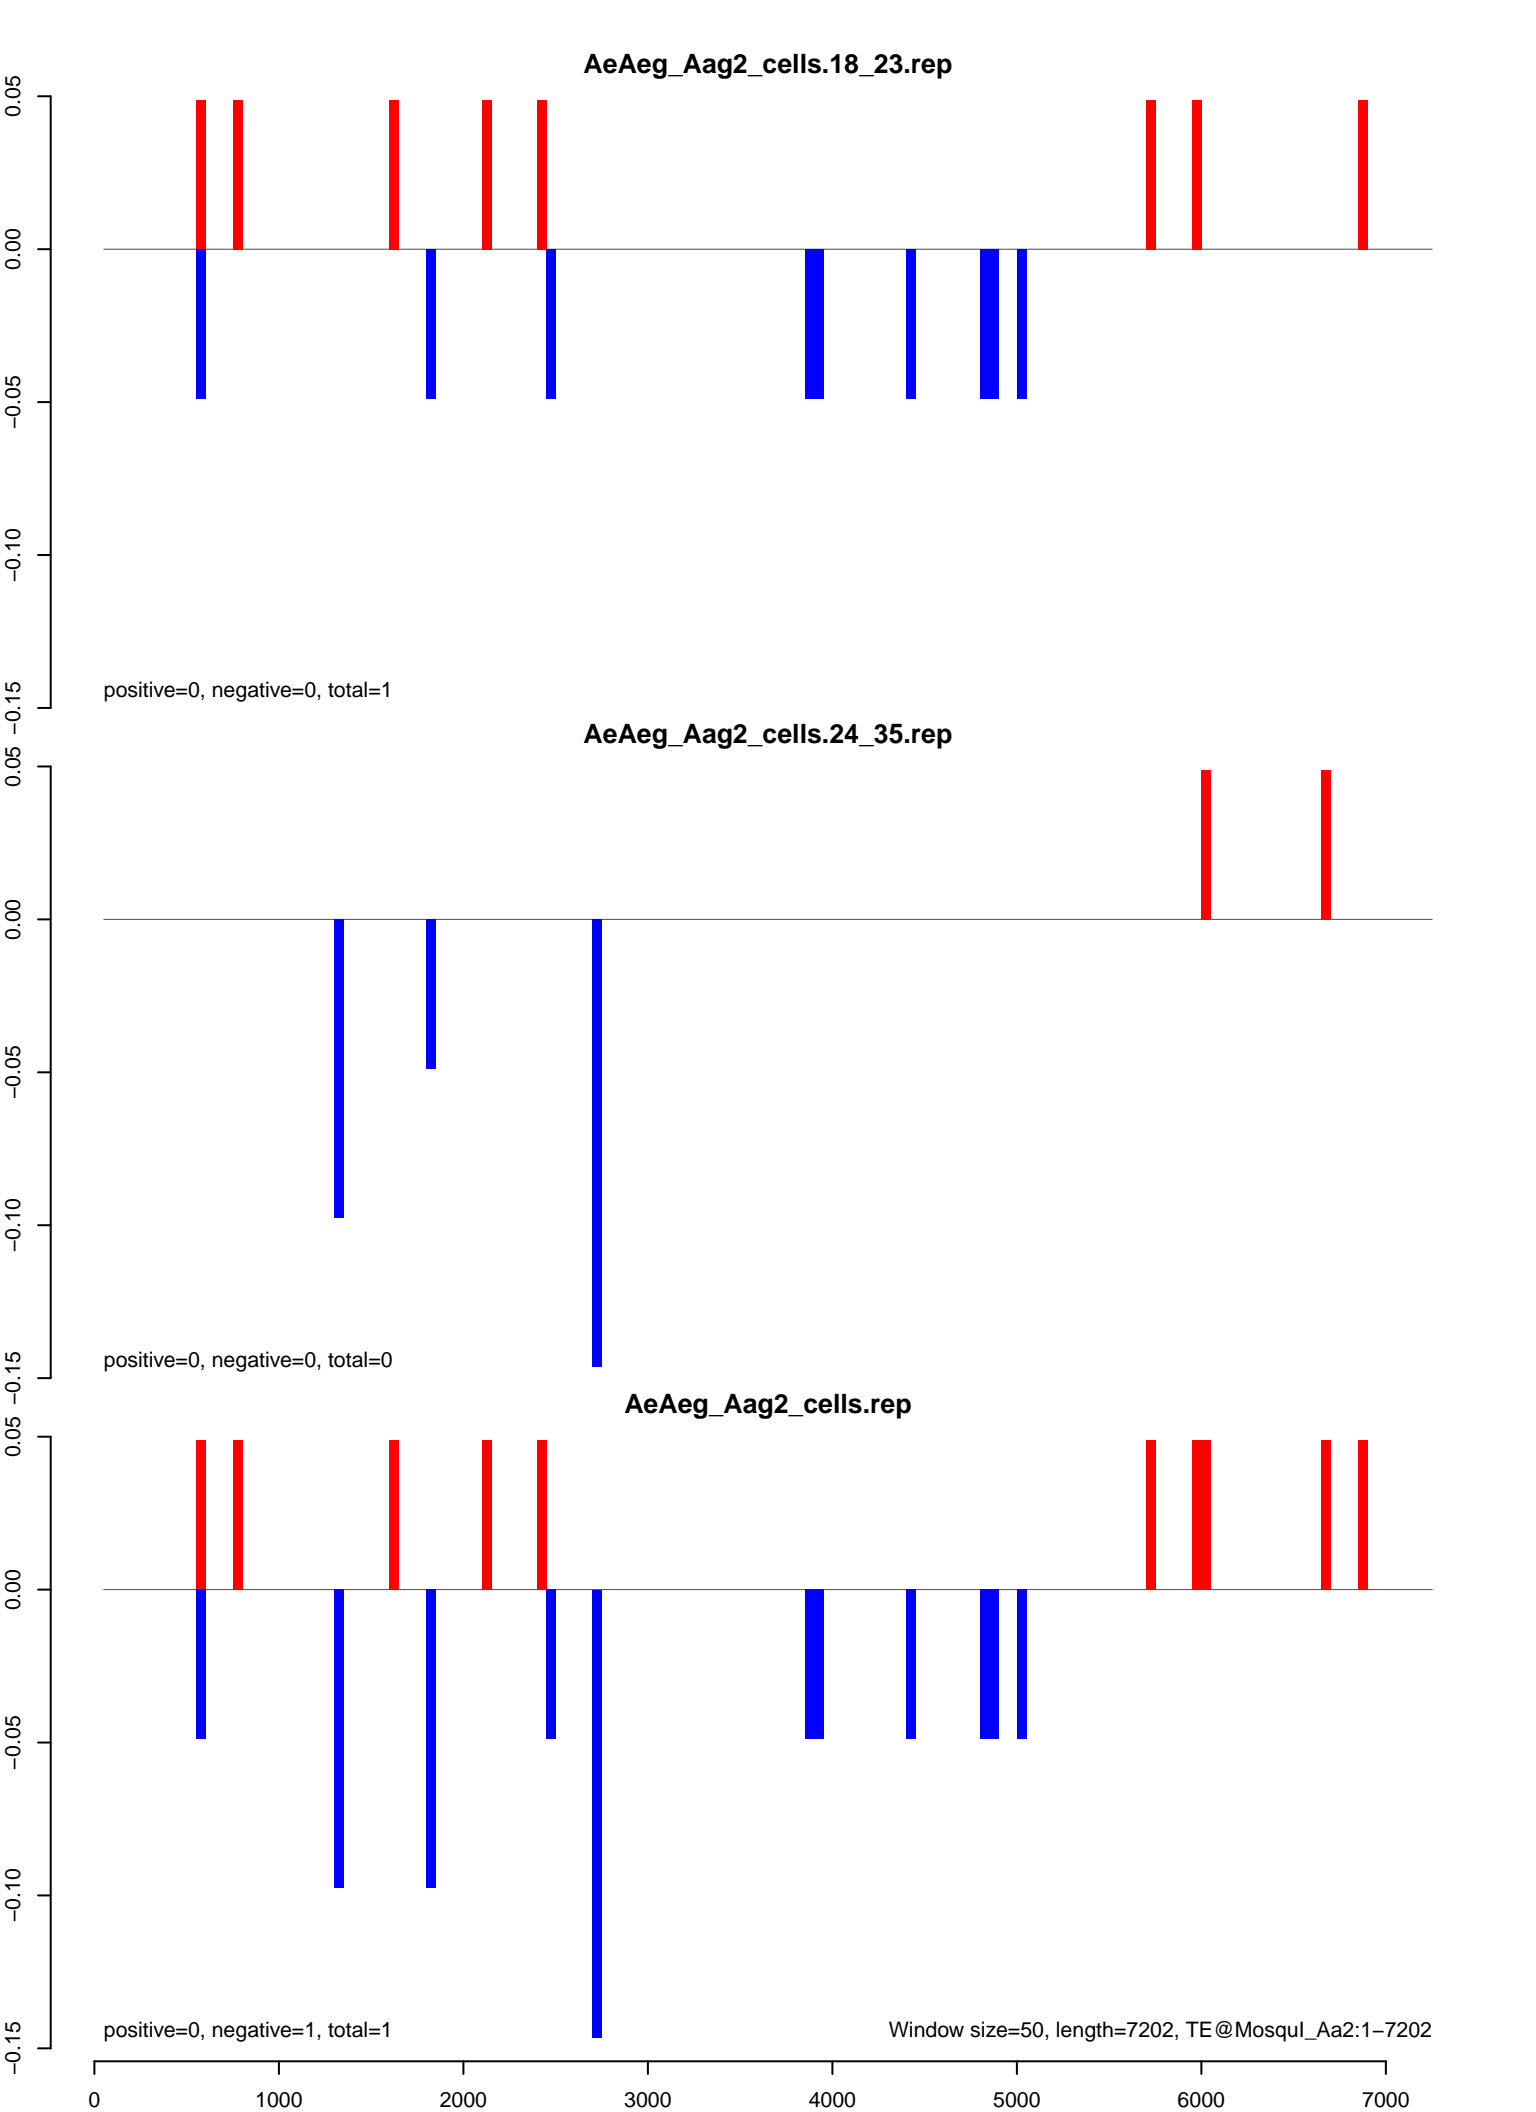 AeAeg_Aag2_cells.18_23.rep
0.05
0.00
−0.05
−0.10
−0.15
positive=0, negative=0, total=1
AeAeg_Aag2_cells.24_35.rep
0.05
0.00
−0.05
−0.10
−0.15
positive=0, negative=0, total=0
AeAeg_Aag2_cells.rep
0.05
0.00
−0.05
−0.10
−0.15
positive=0, negative=1, total=1
Window size=50, length=7202, TE@MosquI_Aa2:1−7202
0 1000 2000 3000 4000 5000 6000 7000